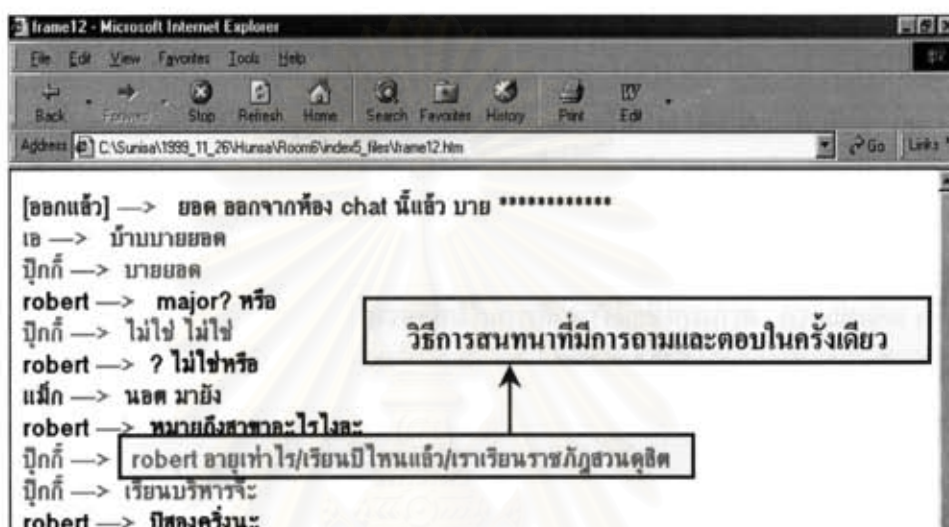 frame12 - Microsoft Internet Explorer
File Edit View Favorites Tools Help
Back Forward Stop Refresh Home Search Favorites History Print Edit
Address C:\Sunisa\1999_11_26\Hunsa\Room6\index5_files\frame12.htm Go Links
[ออกแล้ว] —> ยอด ออกจากห้อง chat นี้แล้ว บาย ************
เอ —> บ้ายบายยอด
ปุ๊กกี้ —> บายยอด
robert —> major? หรือ
ปุ๊กกี้ —> ไม่ใช่ ไม่ใช่
วิธีการสนทนาที่มีการถามและตอบในครั้งเดียว
robert —> ? ไม่ใช่หรือ
แม็ก —> นอต มายัง
robert —> หมายถึงสาขาอะไรไงละ
ปุ๊กกี้ —> robert อายุเท่าไร/เรียนปีไหนแล้ว/เราเรียนราชภัฏสวนดุสิต
ปุ๊กกี้ —> เรียนบริหารจ๊ะ
robert —> ปีสองครึ่งนะ